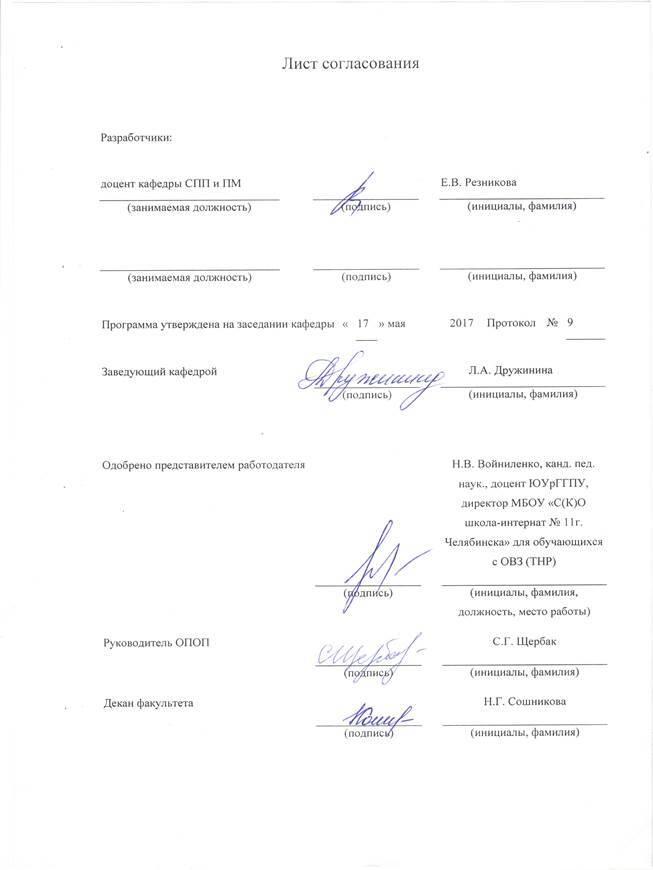 Лист согласования
Разработчики:
доцент кафедры СПП и ПМ Е.В. Резникова
(занимаемая должность) (подпись) (инициалы, фамилия)
(занимаемая должность) (подпись) (инициалы, фамилия)
Программа утверждена на заседании кафедры « 17 » мая 2017 Протокол № 9
Заведующий кафедрой Дружинина Л.А. Дружинина
(подпись) (инициалы, фамилия)
Одобрено представителем работодателя Н.В. Войниленко, канд. пед.
наук., доцент ЮУрГГПУ,
директор МБОУ «С(К)О
школа-интернат № 11г.
Челябинска» для обучающихся
с ОВЗ (ТНР)
(подпись) (инициалы, фамилия,
должность, место работы)
Руководитель ОПОП С.Г. Щербак
(подпись) (инициалы, фамилия)
Декан факультета Н.Г. Сошникова
(подпись) (инициалы, фамилия)